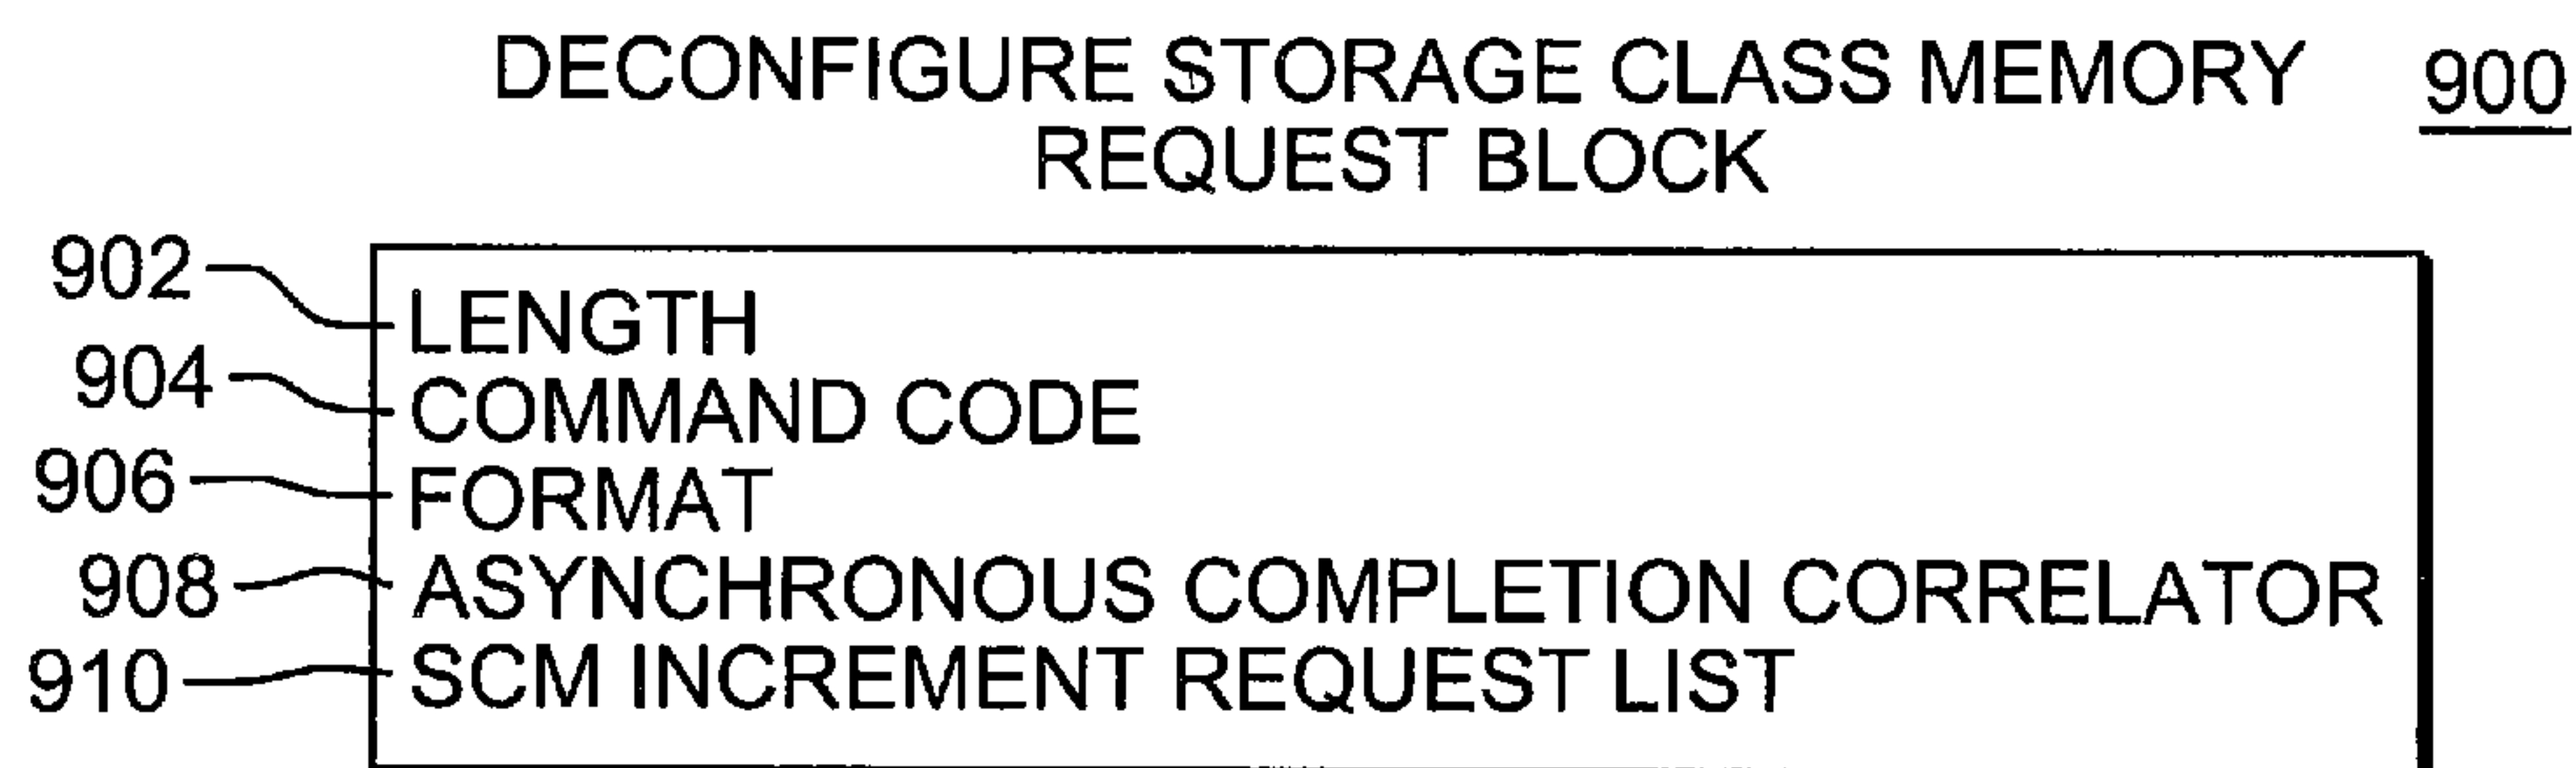 DECONFIGURE STORAGE CLASS MEMORY 900
REQUEST BLOCK
902 LENGTH
904 COMMAND CODE
906 FORMAT
908 ASYNCHRONOUS COMPLETION CORRELATOR
910 SCM INCREMENT REQUEST LIST